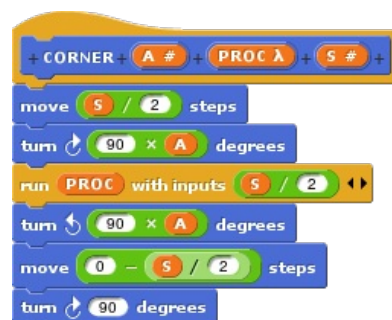 + CORNER + A # + PROC λ + S # +
move S / 2 steps
turn ↻ 90 × A degrees
run PROC with inputs S / 2 ◂ ▸
turn ↺ 90 × A degrees
move 0 − S / 2 steps
turn ↻ 90 degrees